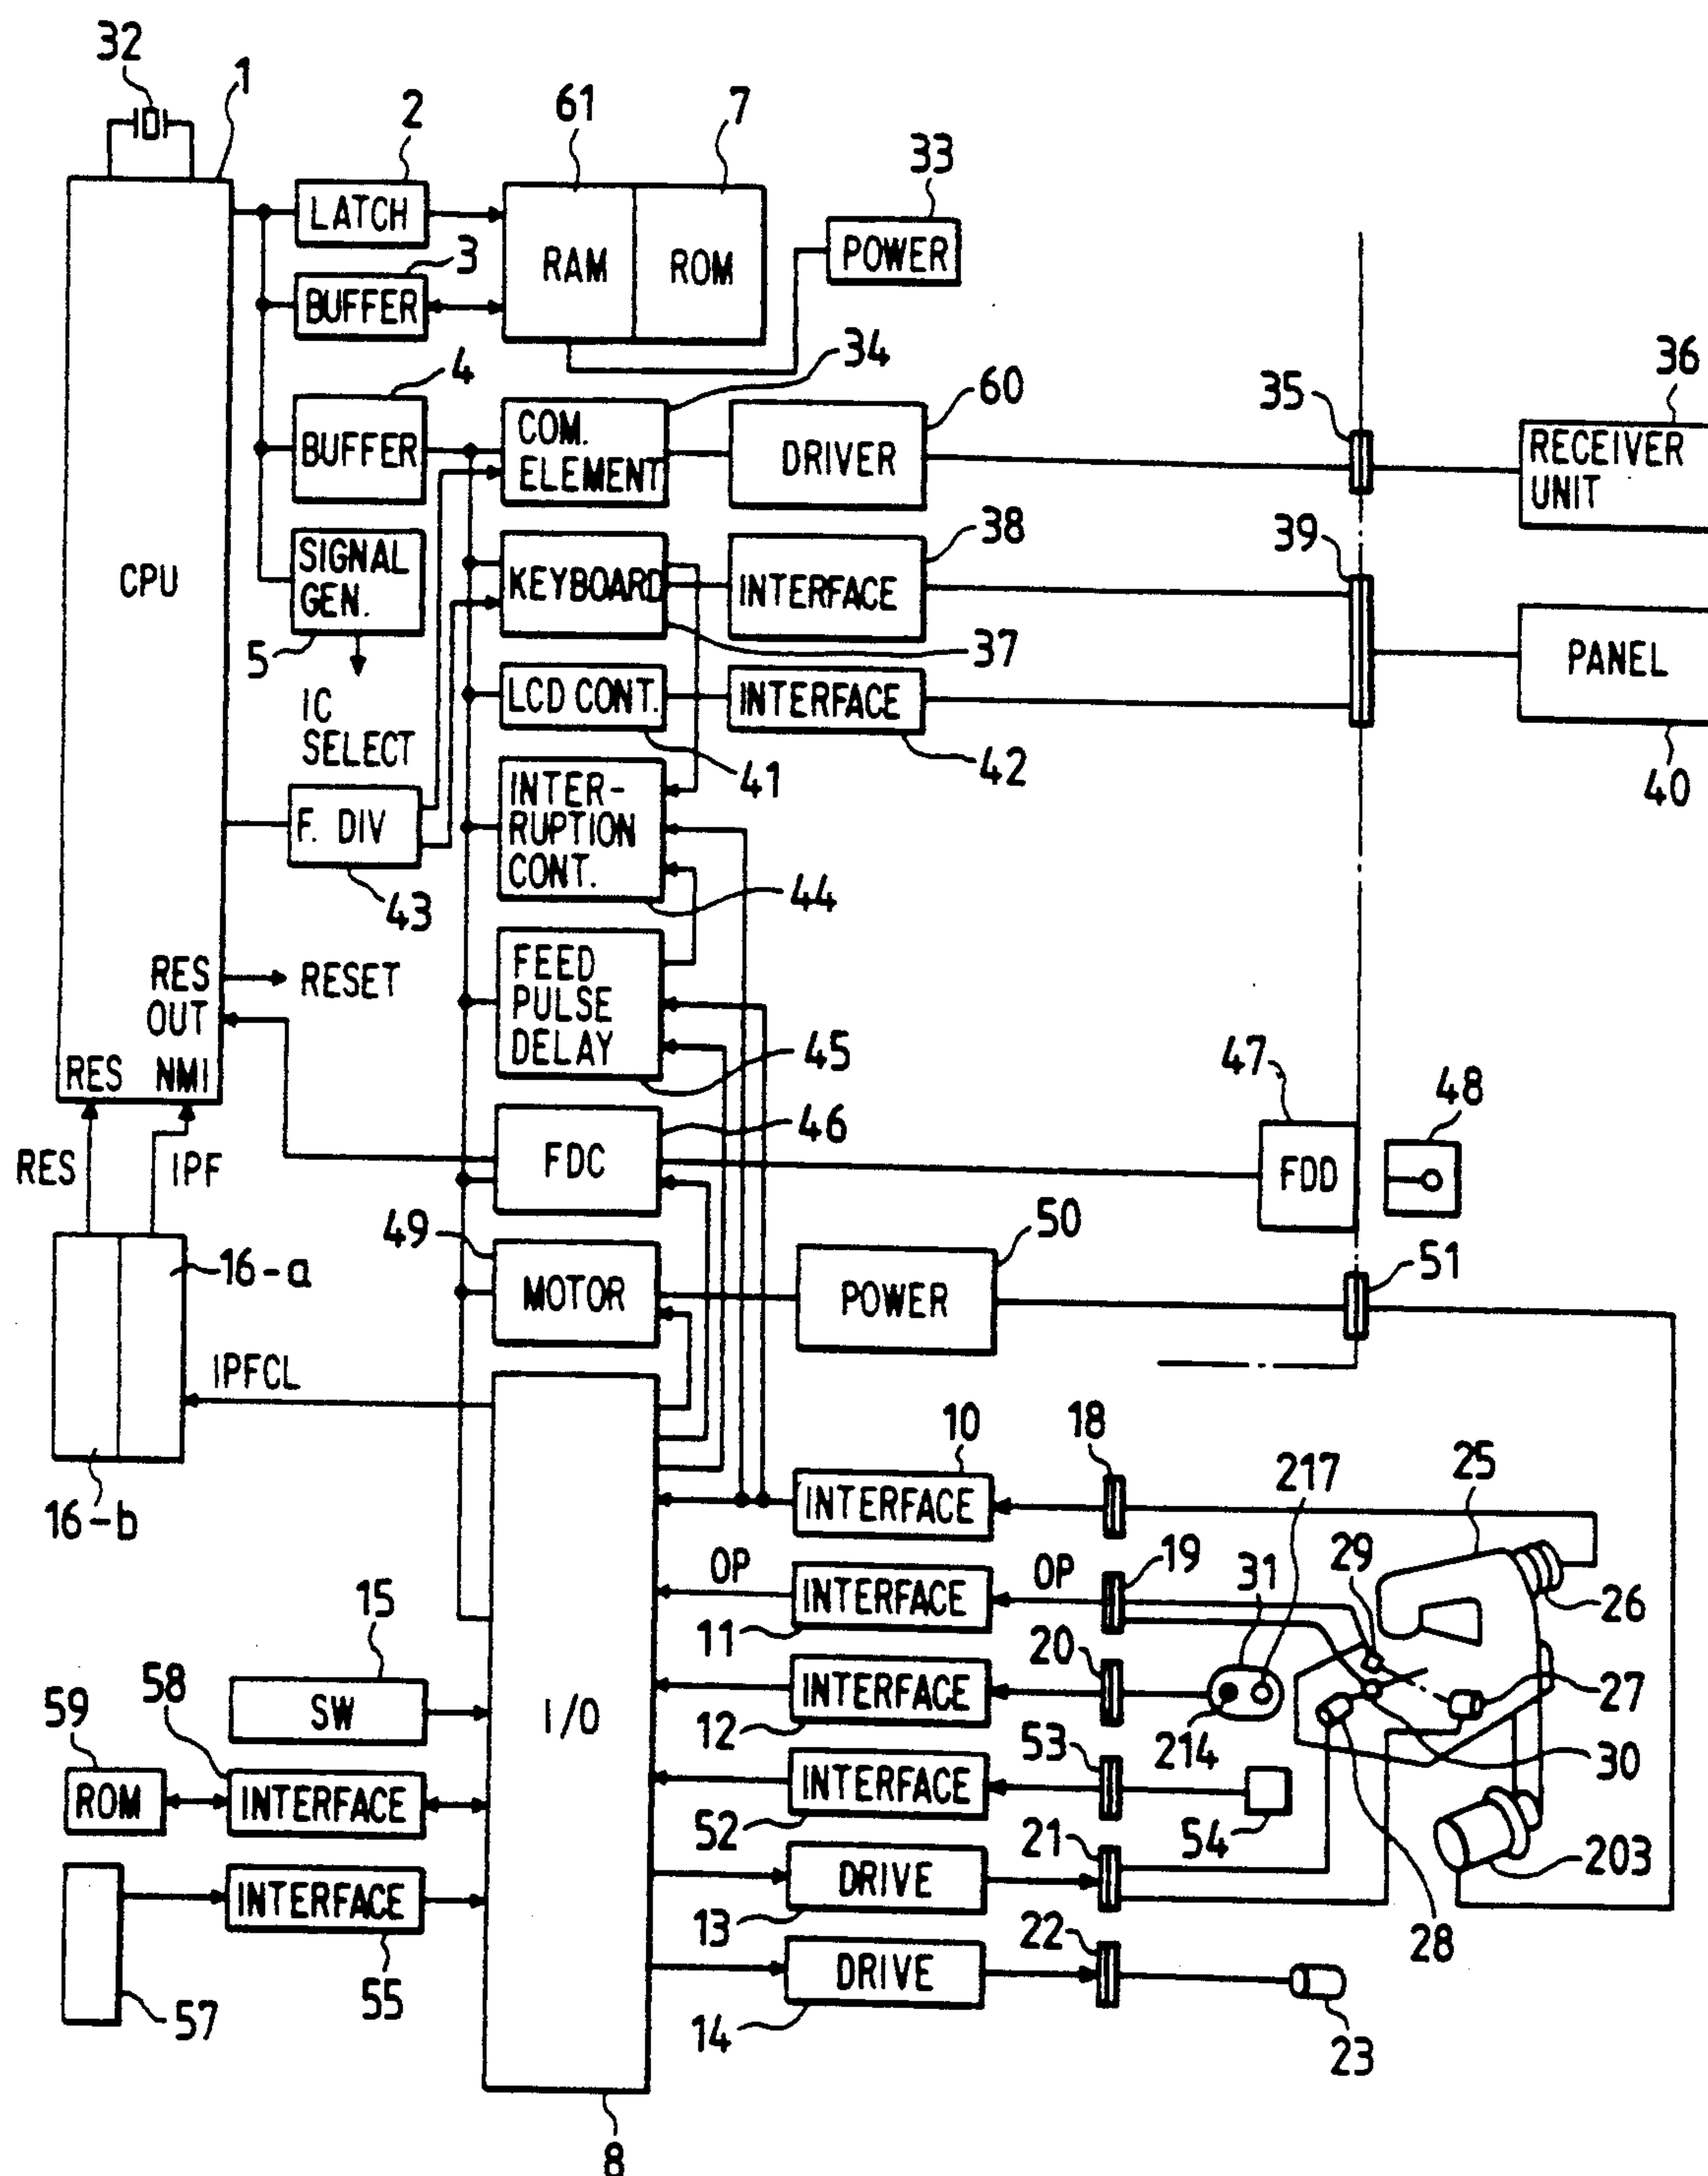 32
1
2
61
7
33
LATCH
3
RAM
ROM
POWER
BUFFER
34
36
4
60
35
COM.
ELEMENT
BUFFER
DRIVER
RECEIVER
UNIT
38
39
SIGNAL
GEN.
CPU
KEYBOARD
INTERFACE
5
37
PANEL
IC
SELECT
LCD CONT.
INTERFACE
41
42
40
F. DIV
INTER-
RUPTION
CONT.
43
44
RES
RESET
OUT
FEED
PULSE
DELAY
45
47
48
RES
NMI
46
RES
IPF
FDC
FDD
49
50
51
16-a
MOTOR
POWER
IPFCL
10
18
217
25
16-b
INTERFACE
29
26
OP
OP
19
31
15
INTERFACE
11
20
59
58
SW
I/O
INTERFACE
27
12
214
30
53
ROM
INTERFACE
INTERFACE
52
54
21
203
INTERFACE
DRIVE
13
22
28
57
55
DRIVE
14
23
8